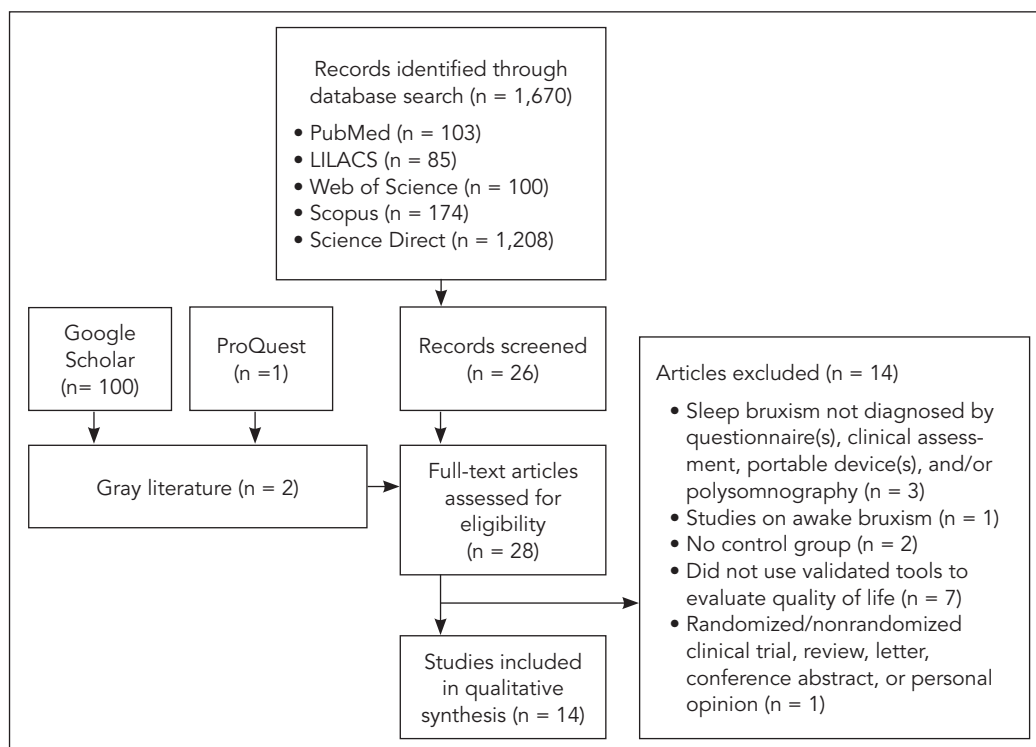 Records identified through
database search (n = 1,670)
• PubMed (n = 103)
• LILACS (n = 85)
• Web of Science (n = 100)
• Scopus (n = 174)
• Science Direct (n = 1,208)
Google
Scholar
(n= 100)
ProQuest
(n =1)
Records screened
(n = 26)
Gray literature (n = 2)
Full-text articles
assessed for
eligibility
(n = 28)
Articles excluded (n = 14)
• Sleep bruxism not diagnosed by
questionnaire(s), clinical assess-
ment, portable device(s), and/or
polysomnography (n = 3)
• Studies on awake bruxism (n = 1)
• No control group (n = 2)
• Did not use validated tools to
evaluate quality of life (n = 7)
• Randomized/nonrandomized
clinical trial, review, letter,
conference abstract, or personal
opinion (n = 1)
Studies included
in qualitative
synthesis (n = 14)